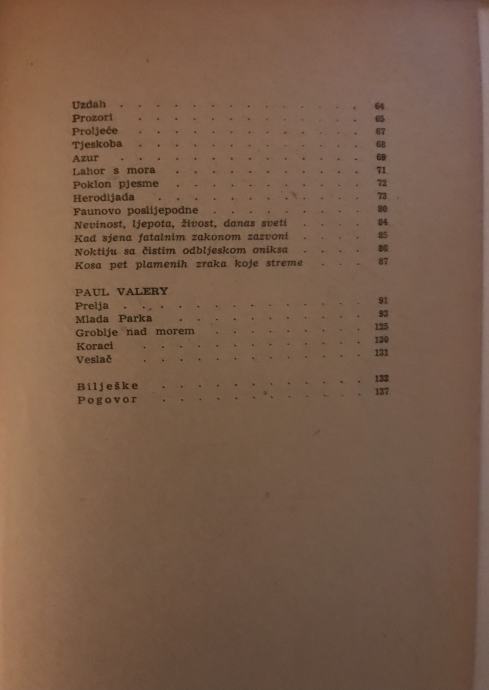 Uzdah . . . . . . . . . . . . . . 64
Prozori . . . . . . . . . . . . . 65
Proljeće . . . . . . . . . . . . . 67
Tjeskoba . . . . . . . . . . . . . 68
Azur . . . . . . . . . . . . . . 69
Lahor s mora . . . . . . . . . . . 71
Poklon pjesme . . . . . . . . . . . 72
Herodijada . . . . . . . . . . . . 73
Faunovo poslijepodne . . . . . . . . 80
Nevinost, ljepota, živost, danas sveti . . . . 84
Kad sjena fatalnim zakonom zazvoni . . . . 85
Noktiju sa čistim odbljeskom oniksa . . . . 86
Kosa pet plamenih zraka koje streme . . . 87
PAUL VALERY
Prelja . . . . . . . . . . . . . . 91
Mlada Parka . . . . . . . . . . . 93
Groblje nad morem . . . . . . . . . 125
Koraci . . . . . . . . . . . . . 130
Veslač . . . . . . . . . . . . . 131
Bilješke . . . . . . . . . . . . . 133
Pogovor . . . . . . . . . . . . . 137